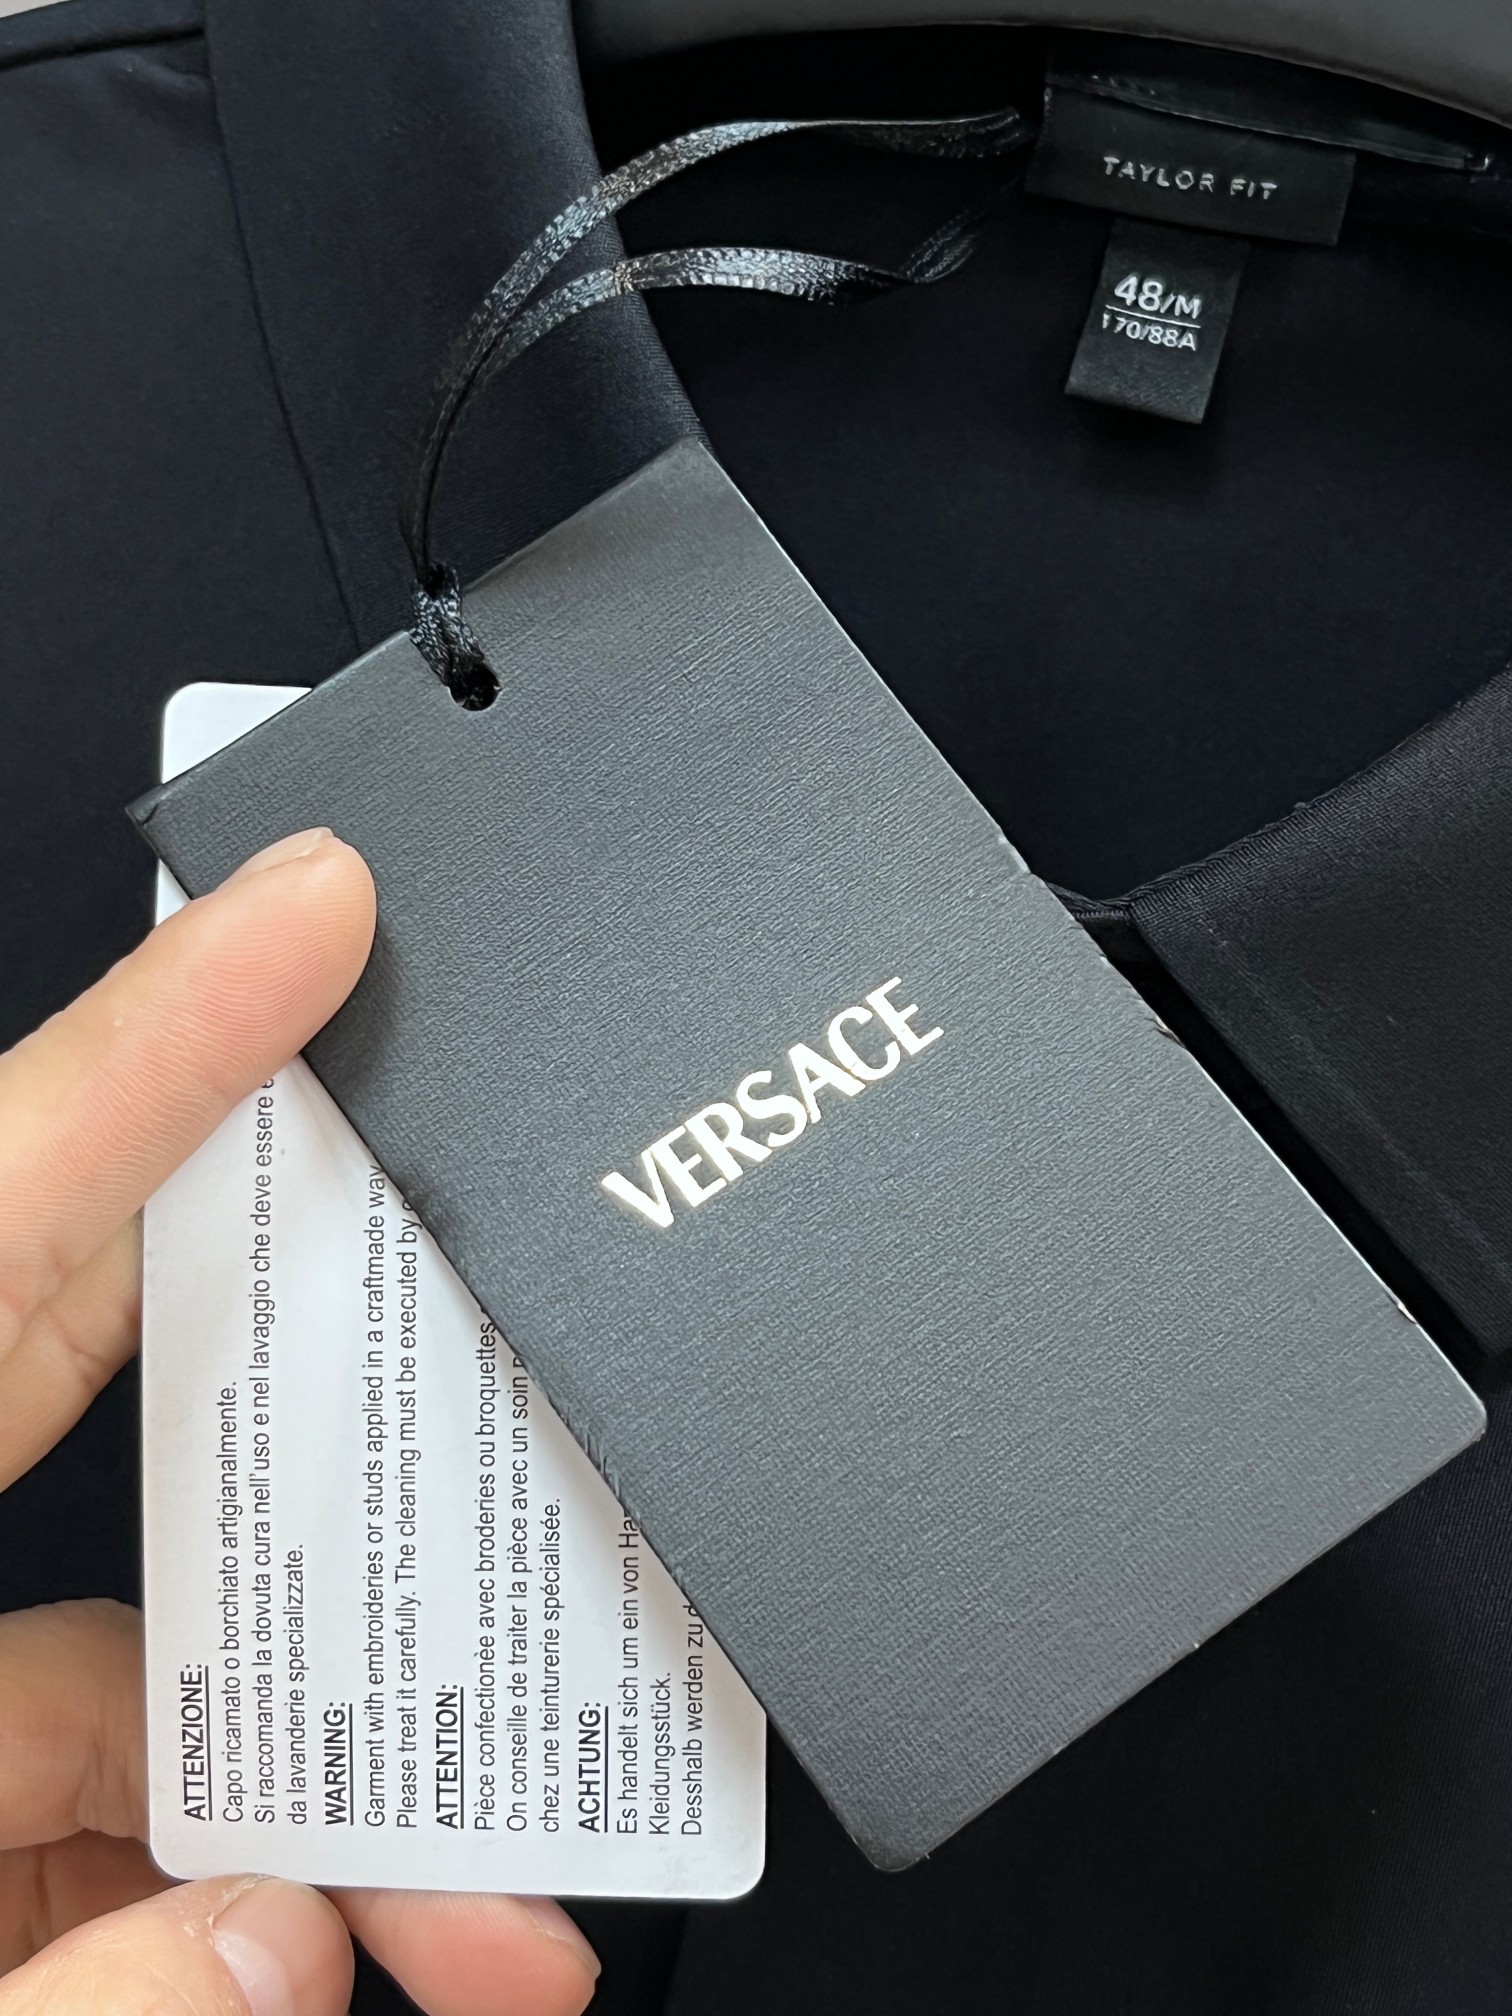 TAYLOR FIT
48/M
170/88A
VERSACE
ATTENZIONE:
Capo ricamato o borchiato artigianalmente.
Si raccomanda la dovuta cura nell'uso e nel lavaggio che deve essere
da lavanderie specializzate.
WARNING:
Garment with embroideries or studs applied in a craftmade way
Please treat it carefully. The cleaning must be executed by
ATTENTION:
Pièce confectionèe avec broderies ou broquettes
On conseille de traiter la pièce avec un soin
chez une teinturerie spécialisée.
ACHTUNG:
Es handelt sich um ein von
Kleidungsstück.
Desshalb werden zu